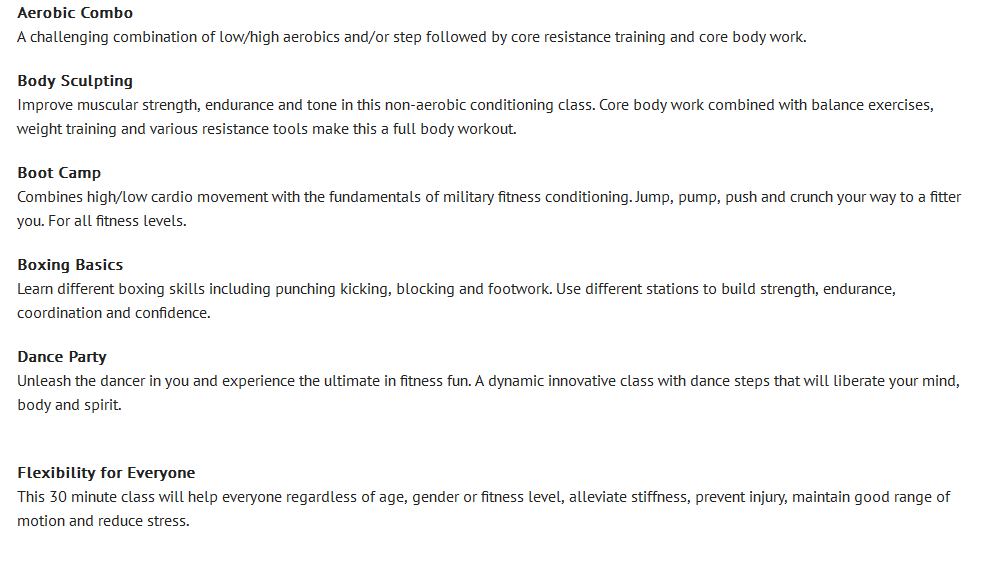 Aerobic Combo
A challenging combination of low/high aerobics and/or step followed by core resistance training and core body work.
Body Sculpting
Improve muscular strength, endurance and tone in this non-aerobic conditioning class. Core body work combined with balance exercises,
weight training and various resistance tools make this a full body workout.
Boot Camp
Combines high/low cardio movement with the fundamentals of military fitness conditioning. Jump, pump, push and crunch your way to a fitter
you. For all fitness levels.
Boxing Basics
Learn different boxing skills including punching kicking, blocking and footwork. Use different stations to build strength, endurance,
coordination and confidence.
Dance Party
Unleash the dancer in you and experience the ultimate in fitness fun. A dynamic innovative class with dance steps that will liberate your mind,
body and spirit.
Flexibility for Everyone
This 30 minute class will help everyone regardless of age, gender or fitness level, alleviate stiffness, prevent injury, maintain good range of
motion and reduce stress.